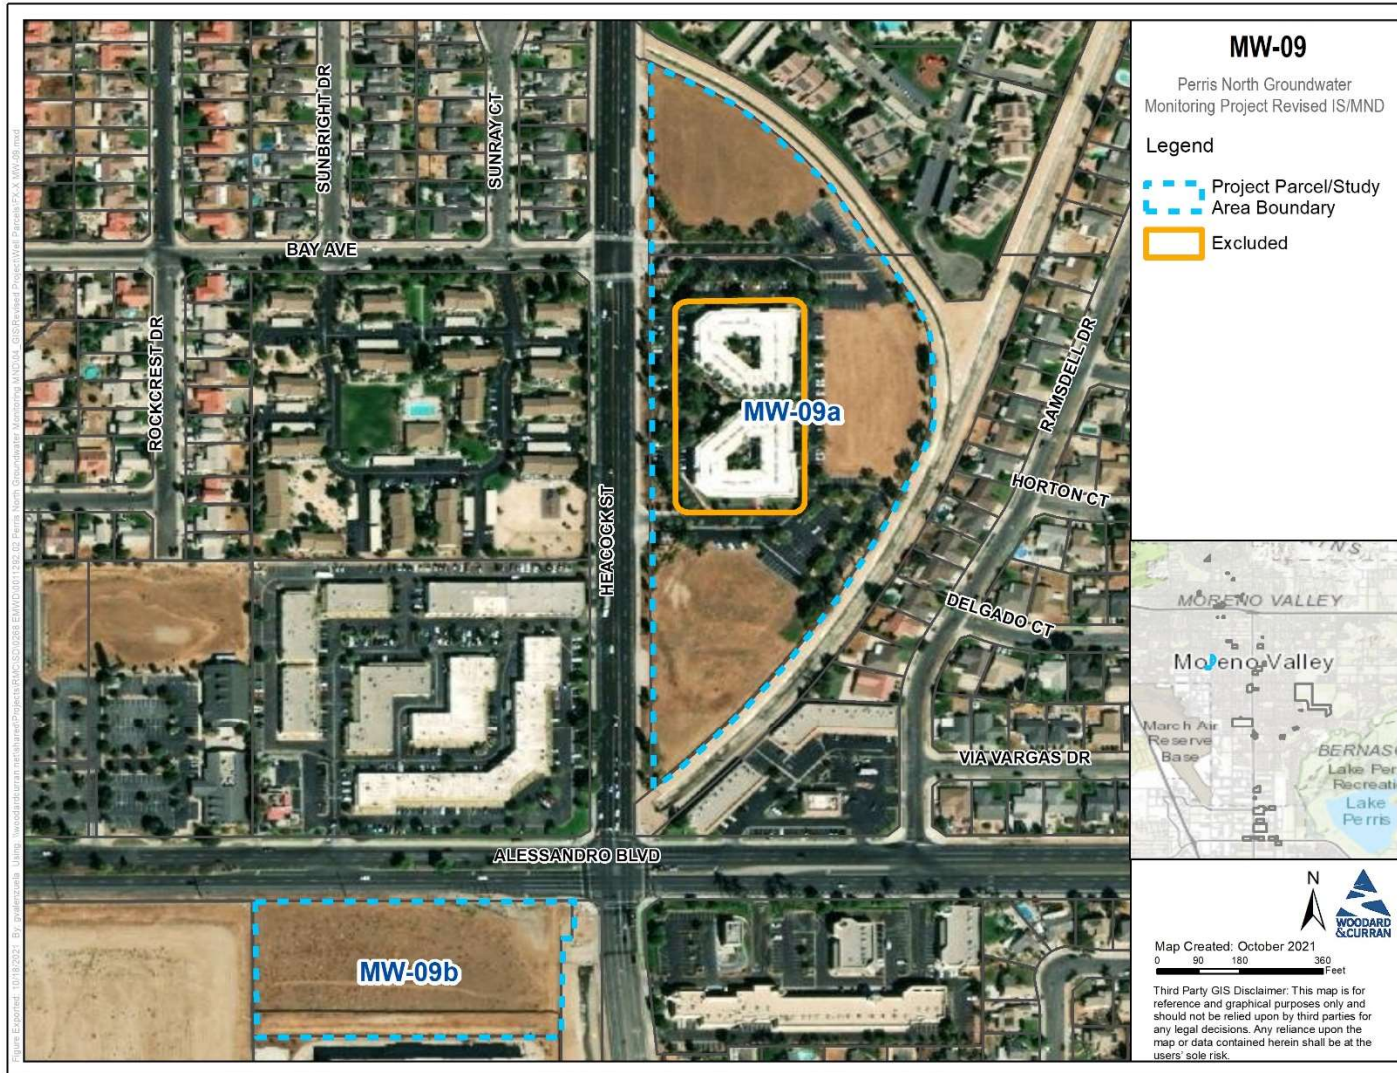 MW-09
Perris North Groundwater
Monitoring Project Revised IS/MND
Legend
Project Parcel/Study
Area Boundary
Excluded
SUNBRIGHT DR
SUNRAY CT
BAY AVE
ROCKCREST DR
HEACOCK ST
MW-09a
RAMSDELL DR
HORTON CT
DELGADO CT
VIA VARGAS DR
ALESSANDRO BLVD
MW-09b
MORENO VALLEY
Moreno Valley
March Air
Reserve
Base
BERNAS
Lake Per
Recreati
Lake
Perris
N
WOODARD
&CURRAN
Map Created: October 2021
0 90 180 360
Feet
Third Party GIS Disclaimer: This map is for
reference and graphical purposes only and
should not be relied upon by third parties for
any legal decisions. Any reliance upon the
map or data contained herein shall be at the
users' sole risk.